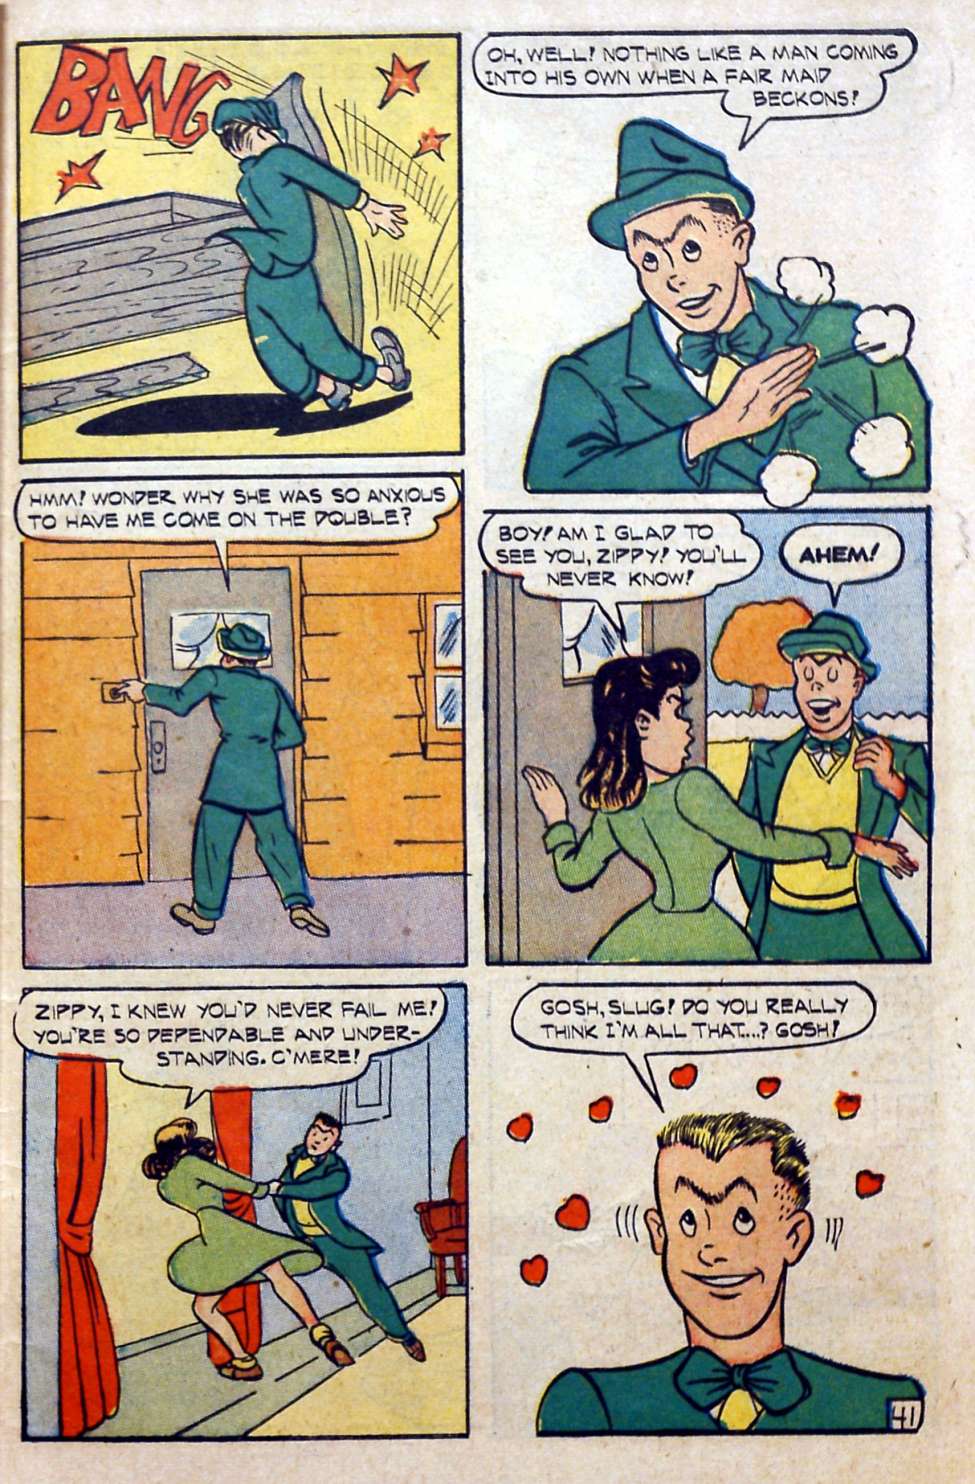 BANG
OH, WELL! NOTHING LIKE A MAN COMING
INTO HIS OWN WHEN A FAIR MAID
BECKONS!
HMM! WONDER WHY SHE WAS SO ANXIOUS
TO HAVE ME COME ON THE DOUBLE?
BOY! AM I GLAD TO
SEE YOU, ZIPPY! YOU'LL
NEVER KNOW!
AHEM!
ZIPPY, I KNEW YOU'D NEVER FAIL ME!
YOU'RE SO DEPENDABLE AND UNDER-
STANDING. C'MERE!
GOSH, SLUG! DO YOU REALLY
THINK I'M ALL THAT...? GOSH!
41